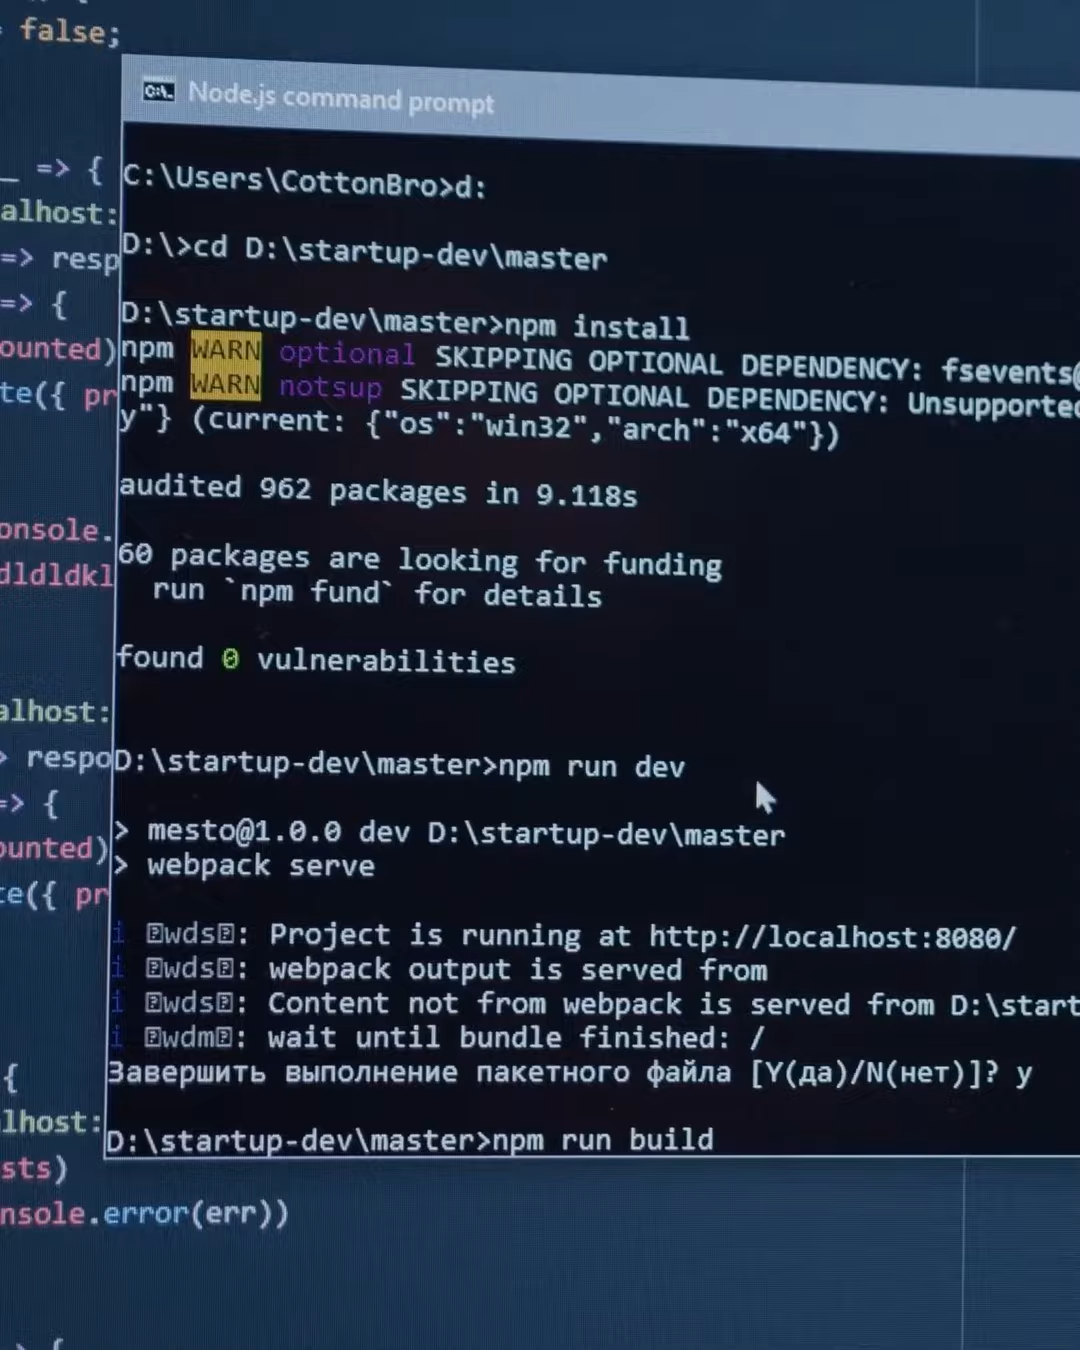 = false;
_ => {
alhost:
=> resp
=> {
ounted)
te({ pr
onsole.
dldldkl
alhost:
> respo
=> {
ounted)
te({ pr
{
lhost:
sts)
nsole.error(err))
Node.js command prompt
C:\Users\CottonBro>d:
D:\>cd D:\startup-dev\master
D:\startup-dev\master>npm install
npm WARN optional SKIPPING OPTIONAL DEPENDENCY: fsevents@
npm WARN notsup SKIPPING OPTIONAL DEPENDENCY: Unsupported
y"} (current: {"os":"win32","arch":"x64"})
audited 962 packages in 9.118s
60 packages are looking for funding
run `npm fund` for details
found 0 vulnerabilities
D:\startup-dev\master>npm run dev
> mesto@1.0.0 dev D:\startup-dev\master
> webpack serve
i ⍰wds⍰: Project is running at http://localhost:8080/
i ⍰wds⍰: webpack output is served from
i ⍰wds⍰: Content not from webpack is served from D:\start
i ⍰wdm⍰: wait until bundle finished: /
Завершить выполнение пакетного файла [Y(да)/N(нет)]? y
D:\startup-dev\master>npm run build